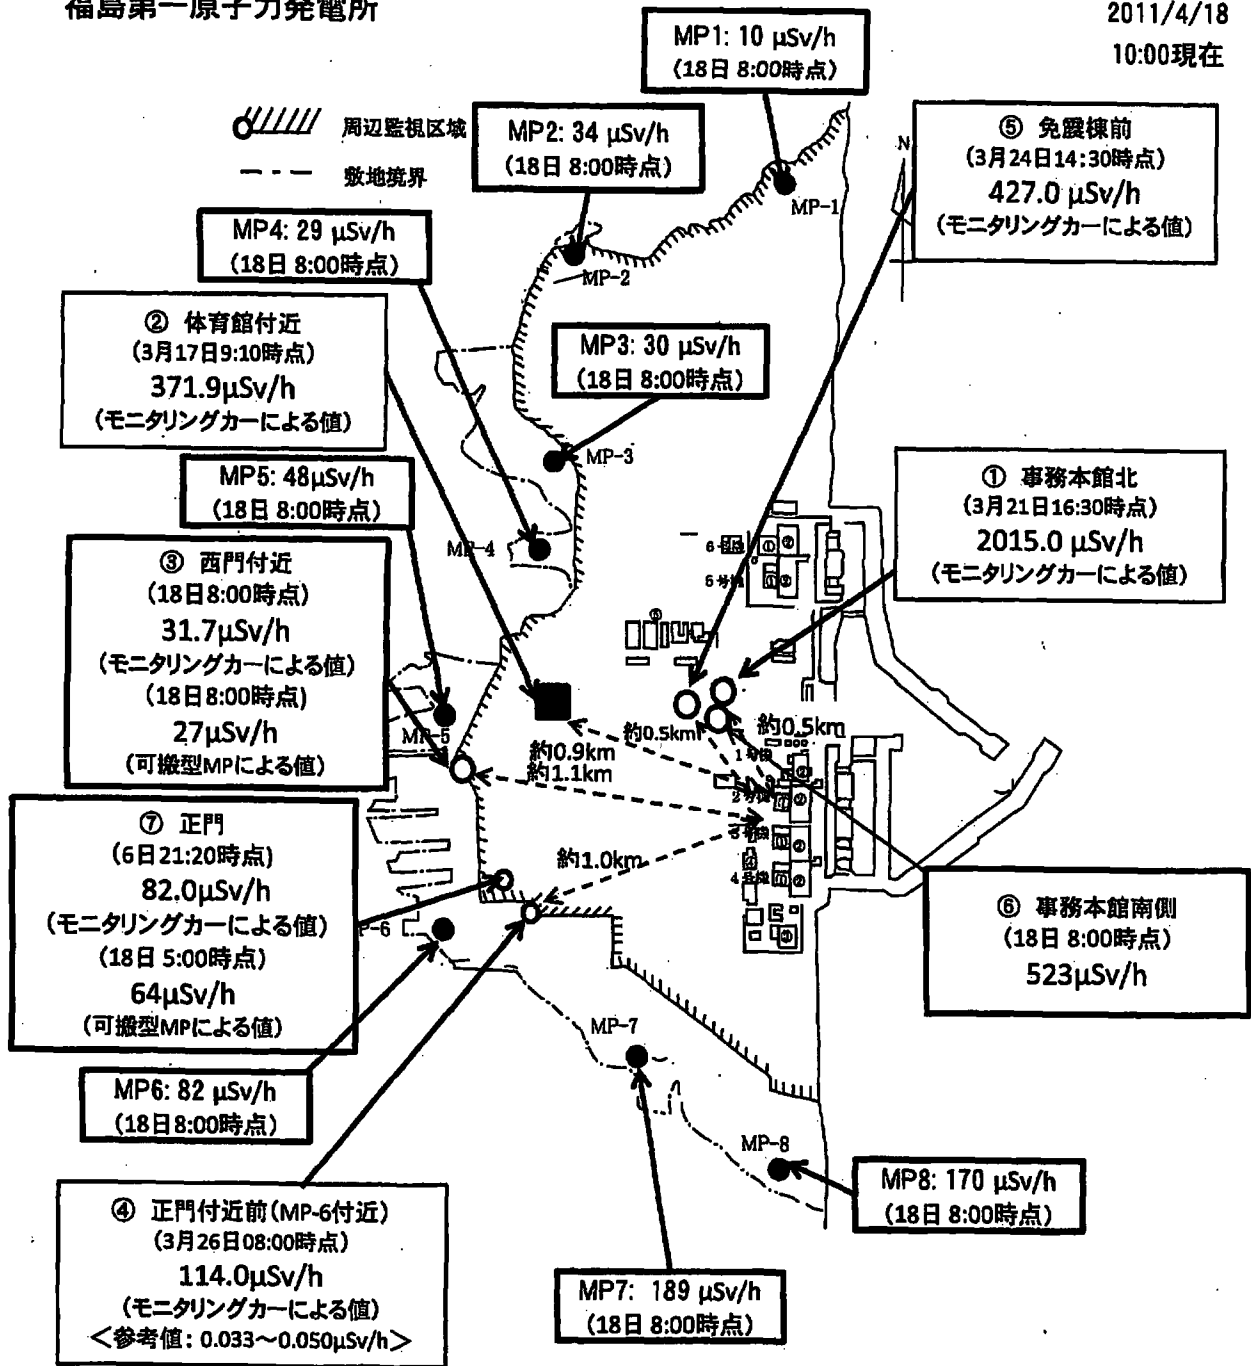 福島第一原子力発電所
2011/4/18
10:00現在
MP1: 10 μSv/h
(18日 8:00時点)
周辺監視区域
敷地境界
MP2: 34 μSv/h
(18日 8:00時点)
⑤ 免震棟前
(3月24日14:30時点)
427.0 μSv/h
(モニタリングカーによる値)
N
MP-1
MP4: 29 μSv/h
(18日 8:00時点)
MP-2
② 体育館付近
(3月17日9:10時点)
371.9μSv/h
(モニタリングカーによる値)
MP3: 30 μSv/h
(18日 8:00時点)
MP-3
MP5: 48μSv/h
(18日 8:00時点)
① 事務本館北
(3月21日16:30時点)
2015.0 μSv/h
(モニタリングカーによる値)
MP-4
③ 西門付近
(18日8:00時点)
31.7μSv/h
(モニタリングカーによる値)
(18日8:00時点)
27μSv/h
(可搬型MPによる値)
6号機
5号機
MP-5
約0.5km
約0.5km
約0.9km
約1.1km
1号機
2号機
3号機
4号機
約1.0km
⑦ 正門
(6日21:20時点)
82.0μSv/h
(モニタリングカーによる値)
(18日 5:00時点)
64μSv/h
(可搬型MPによる値)
P-6
⑥ 事務本館南側
(18日 8:00時点)
523μSv/h
MP-7
MP6: 82 μSv/h
(18日8:00時点)
MP-8
MP8: 170 μSv/h
(18日 8:00時点)
④ 正門付近前(MP-6付近)
(3月26日08:00時点)
114.0μSv/h
(モニタリングカーによる値)
<参考値: 0.033～0.050μSv/h>
MP7: 189 μSv/h
(18日 8:00時点)